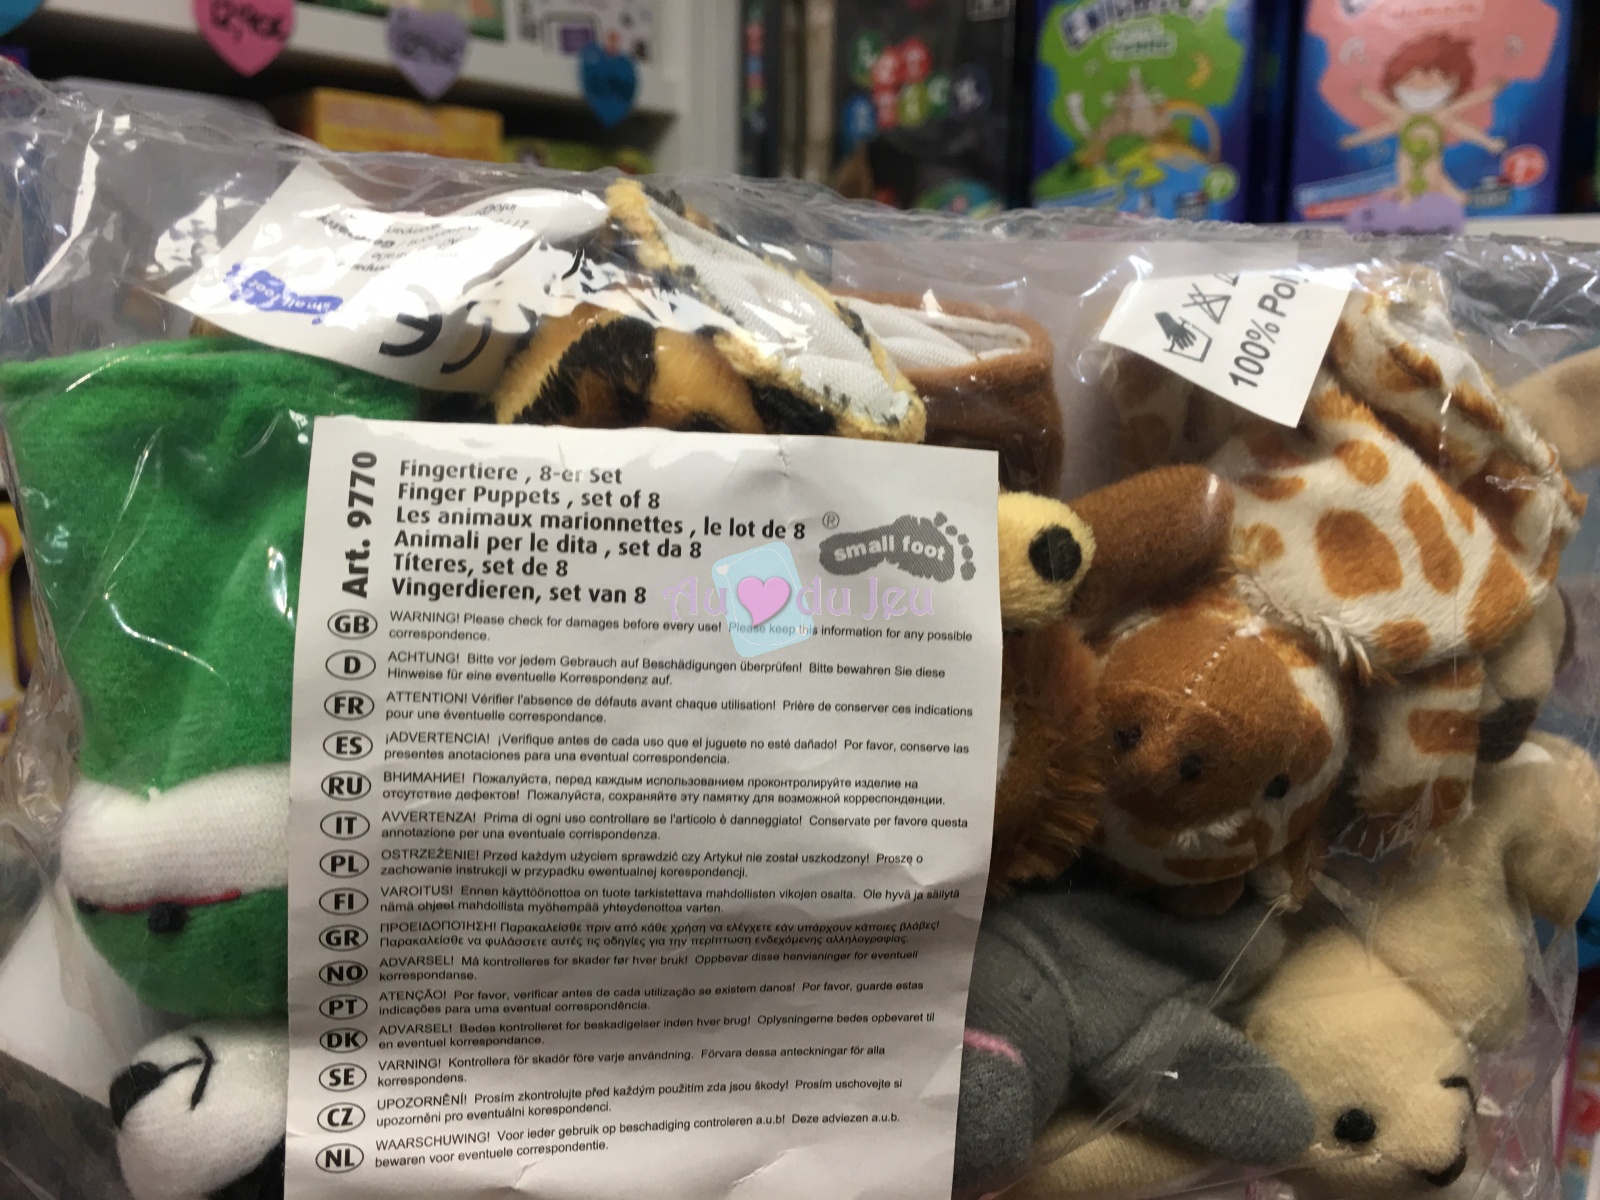 12,90€
small foot
CE
100% Pol
Art. 9770
Fingertiere , 8-er Set
Finger Puppets , set of 8
Les animaux marionnettes , le lot de 8
Animali per le dita , set da 8
Títeres, set de 8
Vingerdieren, set van 8
®
small foot
Au du Jeu
GB WARNING! Please check for damages before every use! Please keep this information for any possible
correspondence.
D ACHTUNG! Bitte vor jedem Gebrauch auf Beschädigungen überprüfen! Bitte bewahren Sie diese
Hinweise für eine eventuelle Korrespondenz auf.
FR ATTENTION! Vérifier l'absence de défauts avant chaque utilisation! Prière de conserver ces indications
pour une éventuelle correspondance.
ES ¡ADVERTENCIA! ¡Verifique antes de cada uso que el juguete no esté dañado! Por favor, conserve las
presentes anotaciones para una eventual correspondencia.
RU ВНИМАНИЕ! Пожалуйста, перед каждым использованием проконтролируйте изделие на
отсутствие дефектов! Пожалуйста, сохраняйте эту памятку для возможной корреспонденции.
IT AVVERTENZA! Prima di ogni uso controllare se l'articolo è danneggiato! Conservate per favore questa
annotazione per una eventuale corrispondenza.
PL OSTRZEŻENIE! Przed każdym użyciem sprawdzić czy Artykuł nie został uszkodzony! Proszę o
zachowanie instrukcji w przypadku ewentualnej korespondencji.
FI VAROITUS! Ennen käyttöönottoa on tuote tarkistettava mahdollisten vikojen osalta. Ole hyvä ja säilytä
nämä ohjeet mahdollista myöhempää yhteydenottoa varten.
GR ΠΡΟΕΙΔΟΠΟΊΗΣΗ! Παρακαλείσθε πριν από κάθε χρήση να ελέγχετε εάν υπάρχουν κάποιες βλάβες!
Παρακαλείσθε να φυλάσσετε αυτές τις οδηγίες για την περίπτωση ενδεχόμενης αλληλογραφίας.
NO ADVARSEL! Må kontrolleres for skader før hver bruk! Oppbevar disse henvisninger for eventuell
korrespondanse.
PT ATENÇÃO! Por favor, verificar antes de cada utilização se existem danos! Por favor, guarde estas
indicações para uma eventual correspondência.
DK ADVARSEL! Bedes kontrolleret for beskadigelser inden hver brug! Oplysningerne bedes opbevaret til
en eventuel korrespondance.
SE VARNING! Kontrollera för skadör före varje användning. Förvara dessa anteckningar för alla
korrespondens.
CZ UPOZORNĚNÍ! Prosím zkontrolujte před každým použitím zda jsou škody! Prosím uschovejte si
upozornění pro eventuální korespondenci.
NL WAARSCHUWING! Voor ieder gebruik op beschadiging controleren a.u.b! Deze adviezen a.u.b.
bewaren voor eventuele correspondentie.